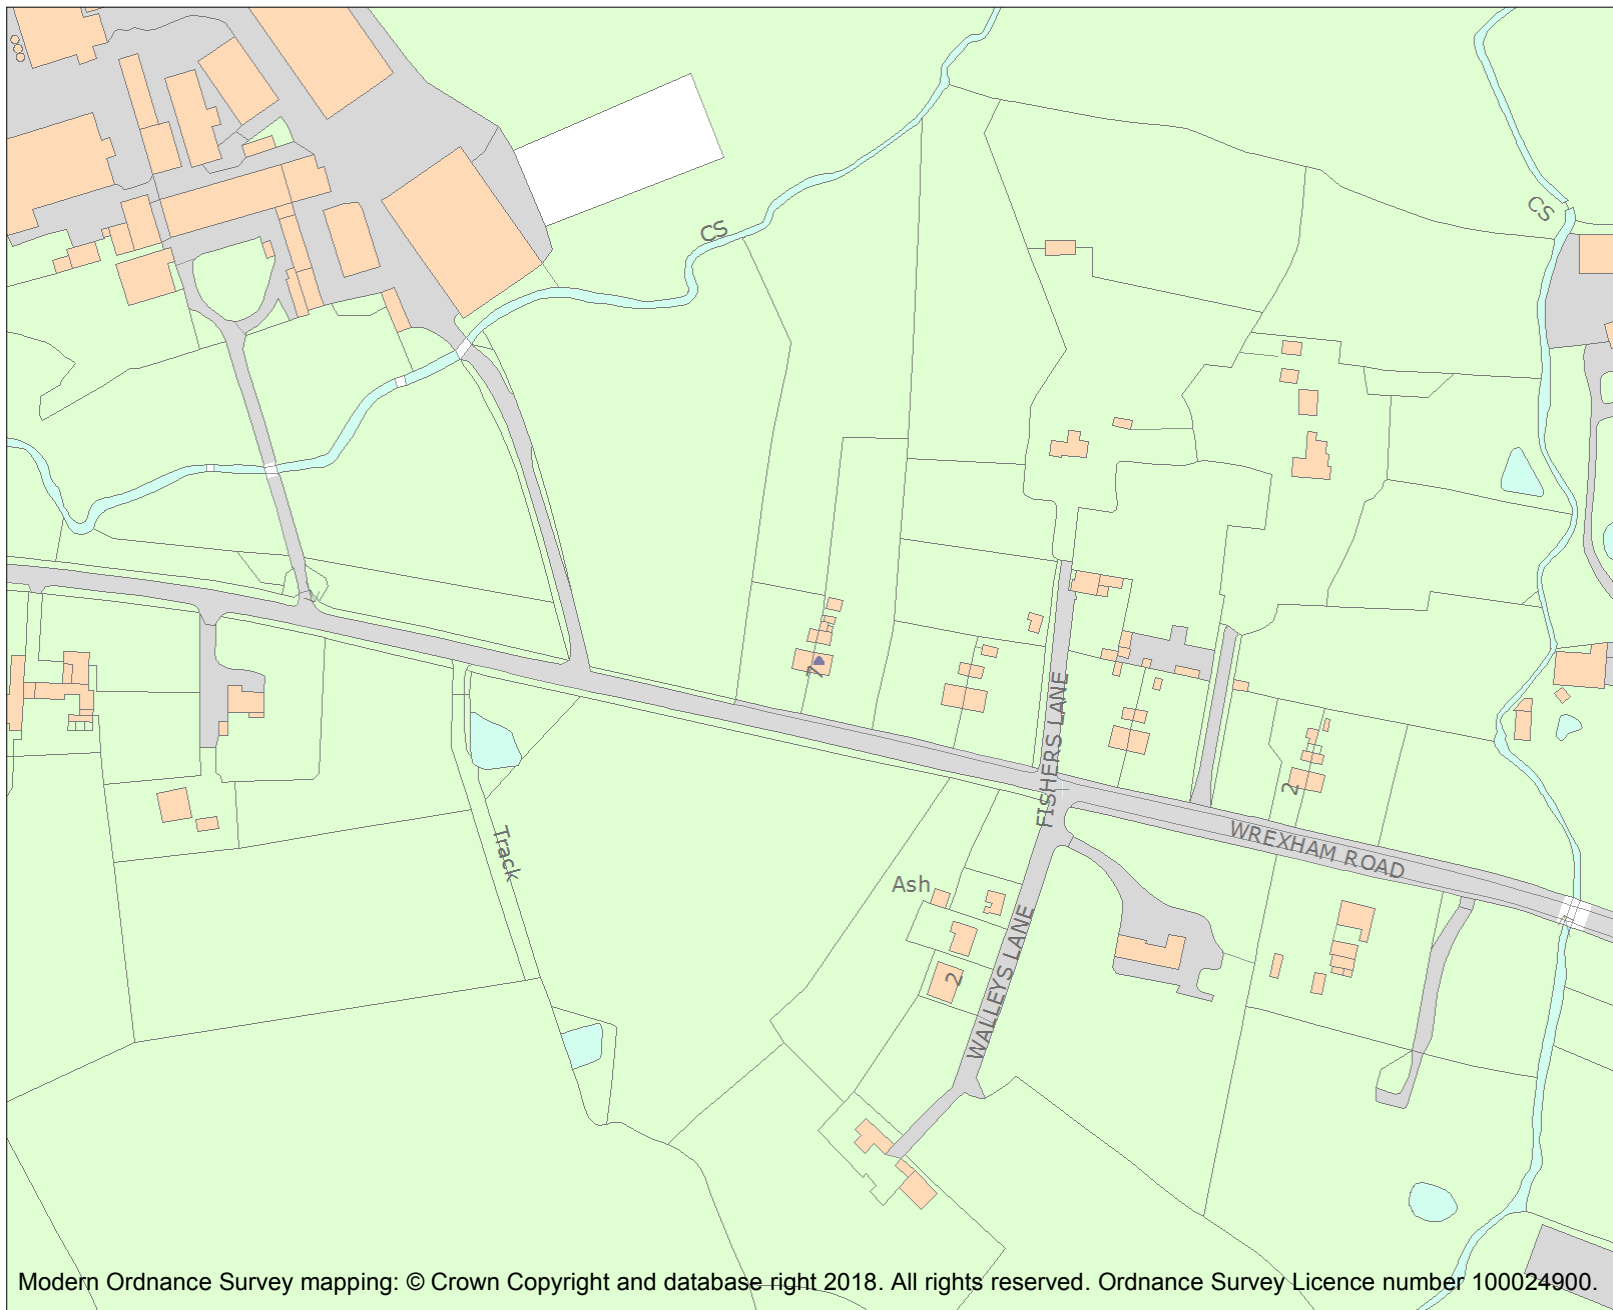 CS
CS
7
FISHERS LANE
2
WREXHAM ROAD
Track
Ash
2
WALLEYS LANE
Modern Ordnance Survey mapping: © Crown Copyright and database right 2018. All rights reserved. Ordnance Survey Licence number 100024900.